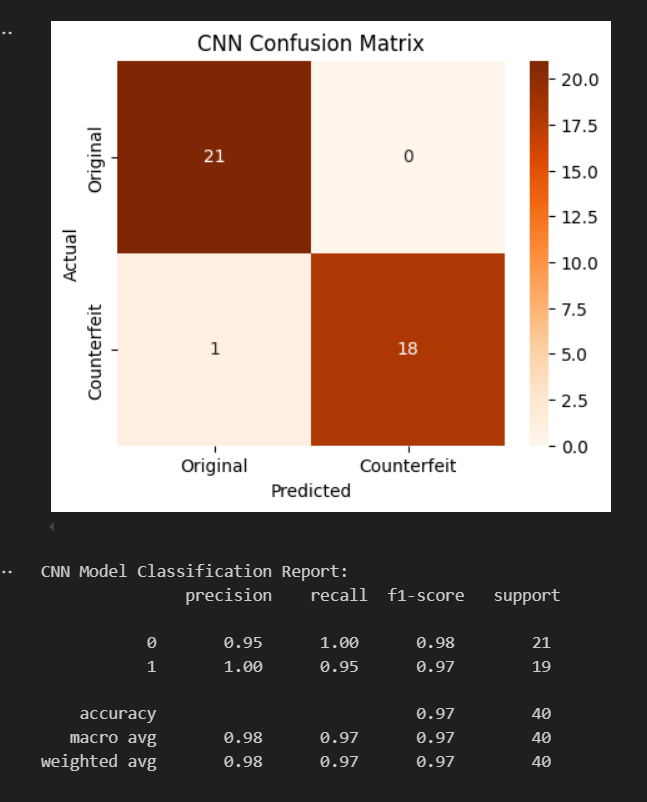 CNN Confusion Matrix
Original
Counterfeit
Actual
21 0
1 18
Original Counterfeit
Predicted
20.0
17.5
15.0
12.5
10.0
7.5
5.0
2.5
0.0
CNN Model Classification Report:
precision recall f1-score support
0 0.95 1.00 0.98 21
1 1.00 0.95 0.97 19
accuracy 0.97 40
macro avg 0.98 0.97 0.97 40
weighted avg 0.98 0.97 0.97 40